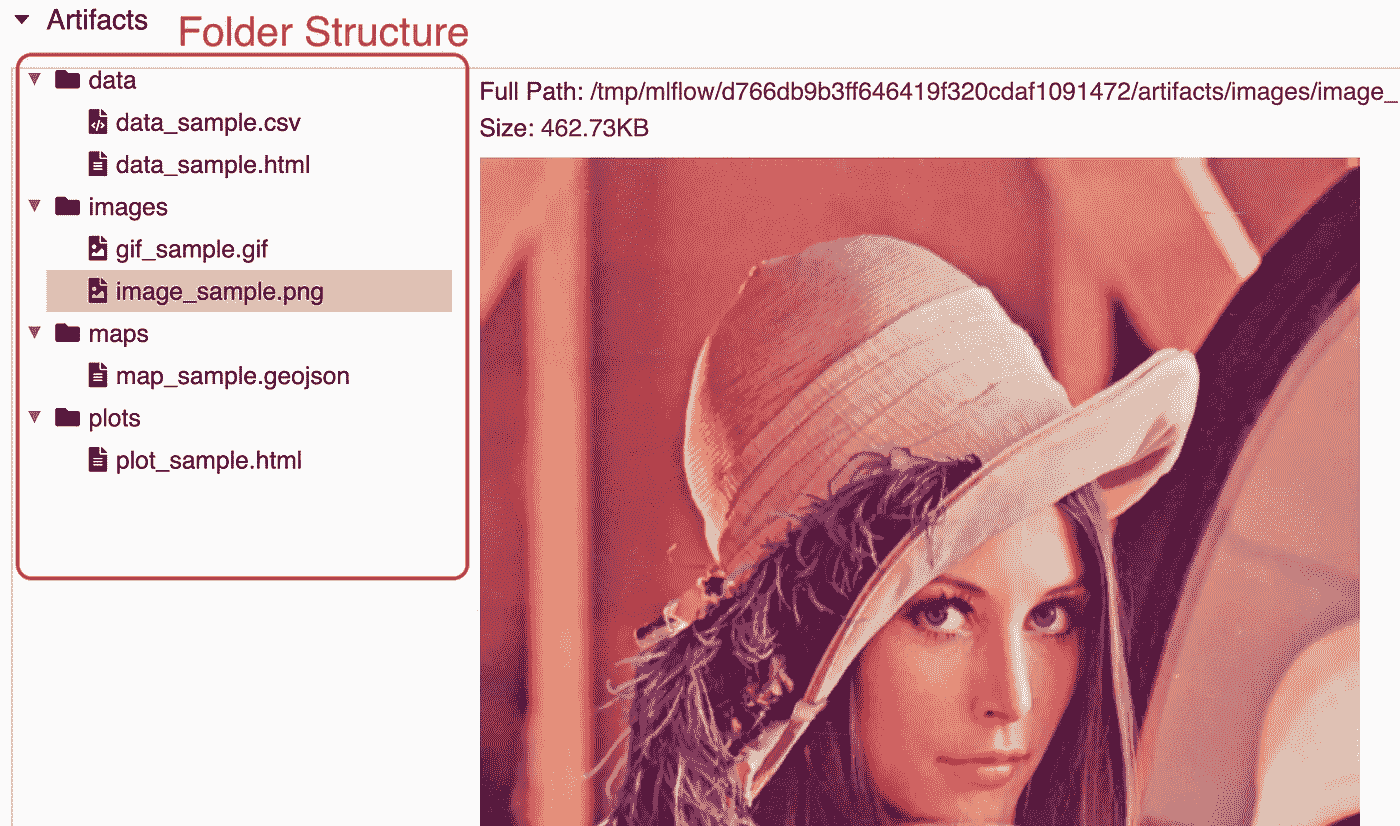 Artifacts
Folder Structure
data
data_sample.csv
data_sample.html
images
gif_sample.gif
image_sample.png
maps
map_sample.geojson
plots
plot_sample.html
Full Path: /tmp/mlflow/d766db9b3ff646419f320cdaf1091472/artifacts/images/image_
Size: 462.73KB